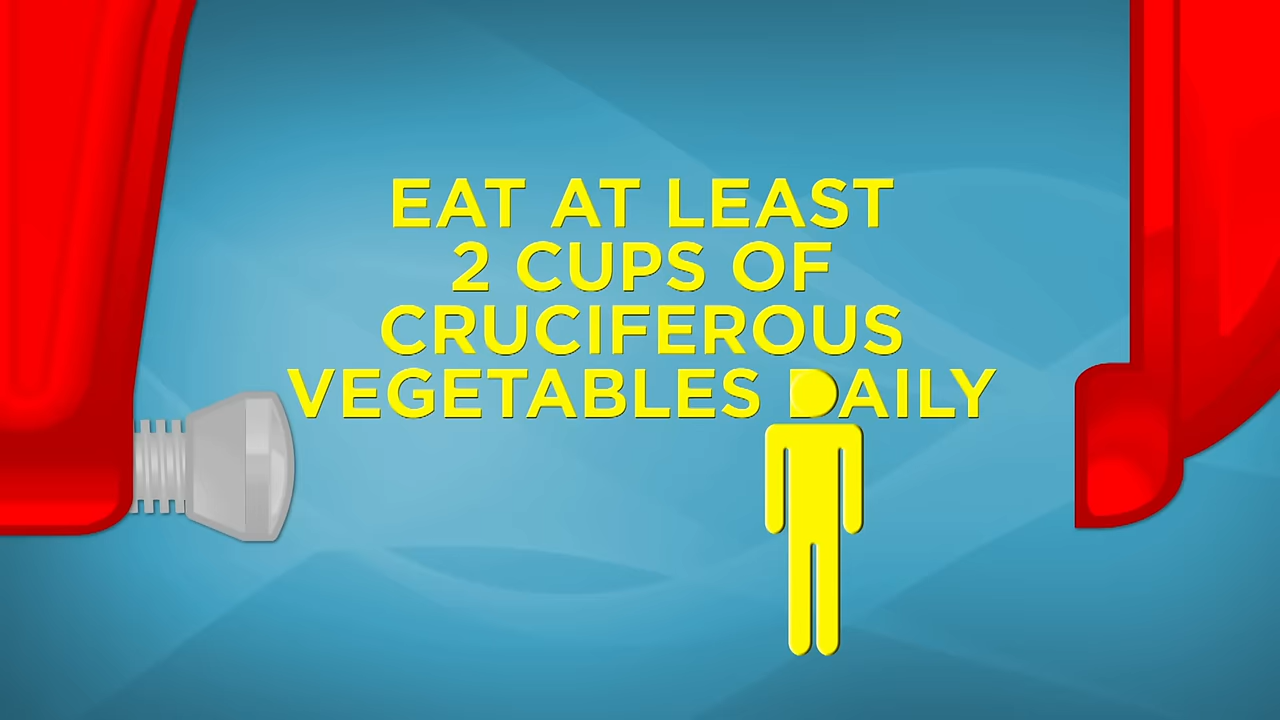 EAT AT LEAST
2 CUPS OF
CRUCIFEROUS
VEGETABLES DAILY